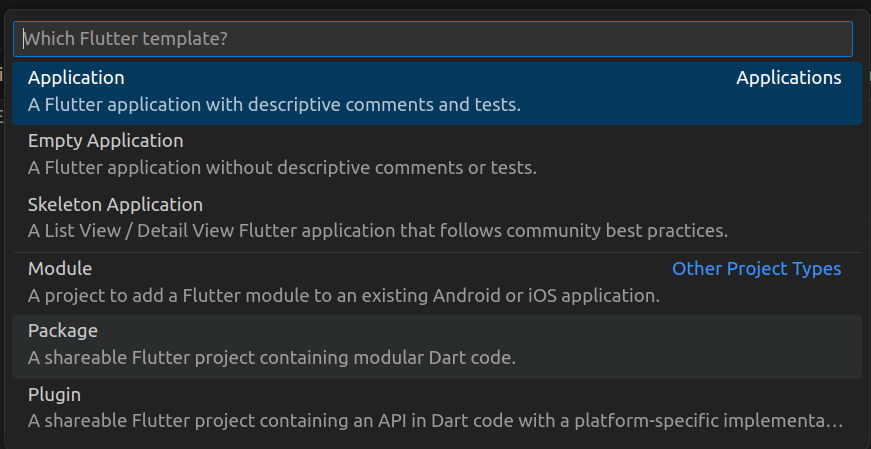 Which Flutter template?
Application Applications
A Flutter application with descriptive comments and tests.
Empty Application
A Flutter application without descriptive comments or tests.
Skeleton Application
A List View / Detail View Flutter application that follows community best practices.
Module Other Project Types
A project to add a Flutter module to an existing Android or iOS application.
Package
A shareable Flutter project containing modular Dart code.
Plugin
A shareable Flutter project containing an API in Dart code with a platform-specific implementa…